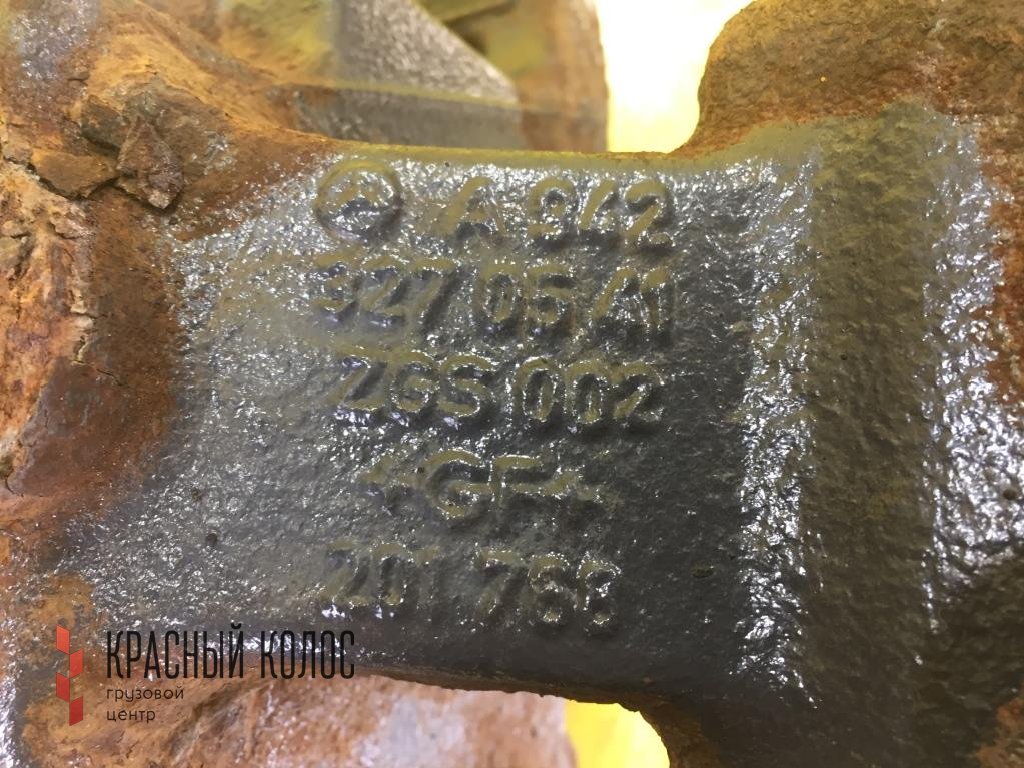 A 942
327 05 A1
ZGS 002
+GF+
201 768
КРАСНЫЙ КОЛОС
грузовой
центр